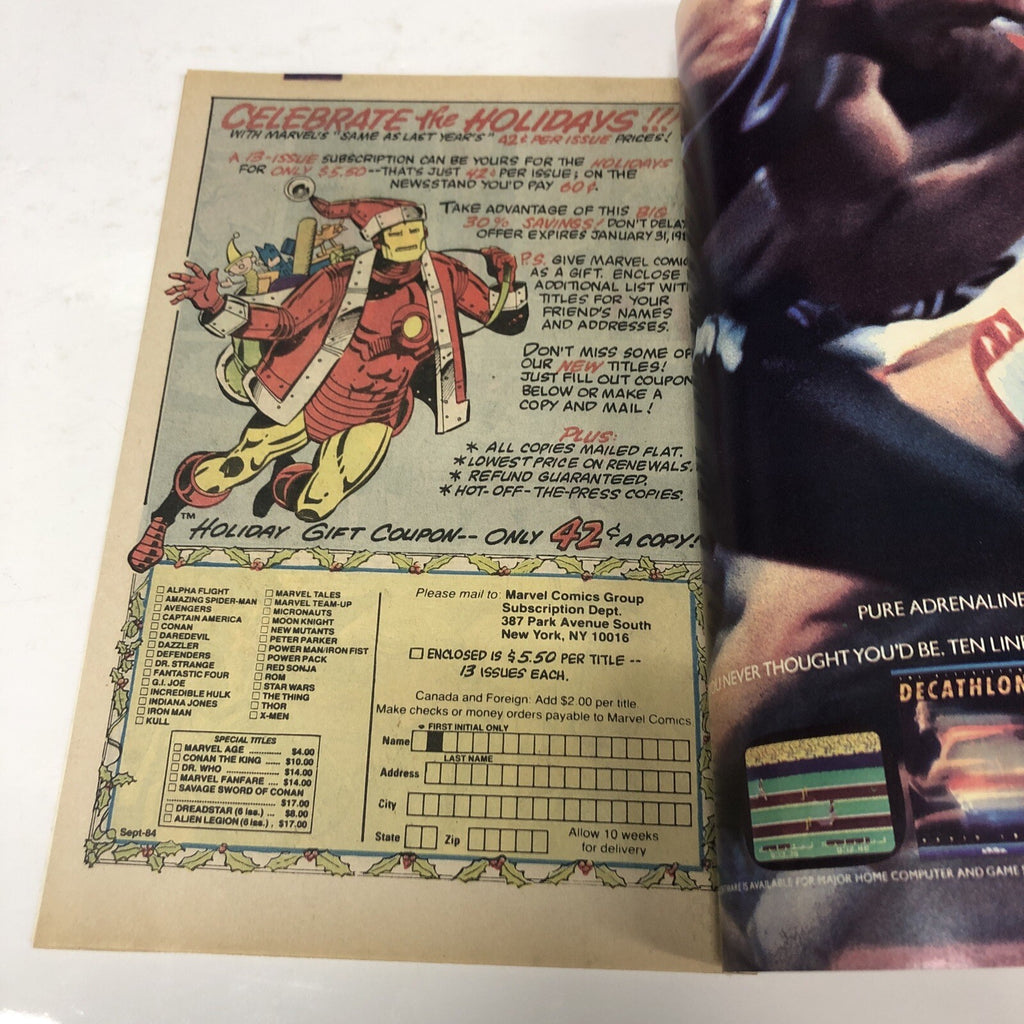 CELEBRATE the HOLIDAYS!!!
WITH MARVEL'S "SAME AS LAST YEAR'S" 42¢ PER ISSUE PRICES!
A 13-ISSUE SUBSCRIPTION CAN BE YOURS FOR THE HOLIDAYS
FOR ONLY $5.50--THAT'S JUST 42¢ PER ISSUE; ON THE
NEWSSTAND YOU'D PAY 60¢.
TAKE ADVANTAGE OF THIS BIG
30% SAVINGS! DON'T DELAY
OFFER EXPIRES JANUARY 31,
P.S. GIVE MARVEL COMIC
AS A GIFT. ENCLOSE
ADDITIONAL LIST WITH
TITLES FOR YOUR
FRIEND'S NAMES
AND ADDRESSES.
DON'T MISS SOME OF
OUR NEW TITLES!
JUST FILL OUT COUPON
BELOW OR MAKE A
COPY AND MAIL!
PLUS:
* ALL COPIES MAILED FLAT.
* LOWEST PRICE ON RENEWALS.
* REFUND GUARANTEED.
* HOT-OFF-THE-PRESS COPIES.
TM
HOLIDAY GIFT COUPON-- ONLY 42¢ A COPY!
ALPHA FLIGHT
AMAZING SPIDER-MAN
AVENGERS
CAPTAIN AMERICA
CONAN
DAREDEVIL
DAZZLER
DEFENDERS
DR. STRANGE
FANTASTIC FOUR
G.I. JOE
INCREDIBLE HULK
INDIANA JONES
IRON MAN
KULL
MARVEL TALES
MARVEL TEAM-UP
MICRONAUTS
MOON KNIGHT
NEW MUTANTS
PETER PARKER
POWER MAN/IRON FIST
POWER PACK
RED SONJA
ROM
STAR WARS
THE THING
THOR
X-MEN
SPECIAL TITLES
MARVEL AGE ........... $4.00
CONAN THE KING ..... $10.00
DR. WHO ................. $14.00
MARVEL FANFARE ... $14.00
SAVAGE SWORD OF CONAN
............................... $17.00
DREADSTAR (6 iss.) ... $8.00
ALIEN LEGION (6 iss.) . $17.00
Sept-84
Please mail to: Marvel Comics Group
Subscription Dept.
387 Park Avenue South
New York, NY 10016
ENCLOSED IS $5.50 PER TITLE --
13 ISSUES EACH.
Canada and Foreign: Add $2.00 per title
Make checks or money orders payable to Marvel Comics
FIRST INITIAL ONLY
Name
LAST NAME
Address
City
State Zip
Allow 10 weeks
for delivery
PURE ADRENALINE
NEVER THOUGHT YOU'D BE. TEN
DECATHLON
IS AVAILABLE FOR MAJOR HOME COMPUTER AND GAME